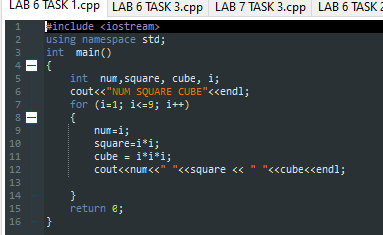 LAB 6 TASK 1.cpp LAB 6 TASK 3.cpp LAB 7 TASK 3.cpp LAB 6 TASK 2
1 #include <iostream>
2 using namespace std;
3 int main()
4 {
5 int num,square, cube, i;
6 cout<<"NUM SQUARE CUBE"<<endl;
7 for (i=1; i<=9; i++)
8 {
9 num=i;
10 square=i*i;
11 cube = i*i*i;
12 cout<<num<<" "<<square << " "<<cube<<endl;
13
14 }
15 return 0;
16 }